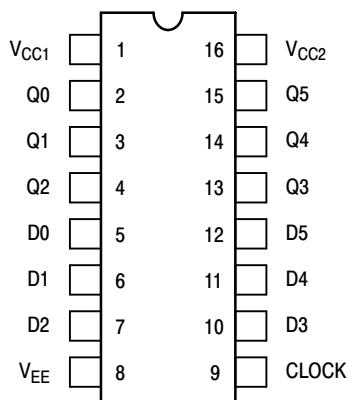 VCC1 1 16 VCC2
Q0 2 15 Q5
Q1 3 14 Q4
Q2 4 13 Q3
D0 5 12 D5
D1 6 11 D4
D2 7 10 D3
VEE 8 9 CLOCK